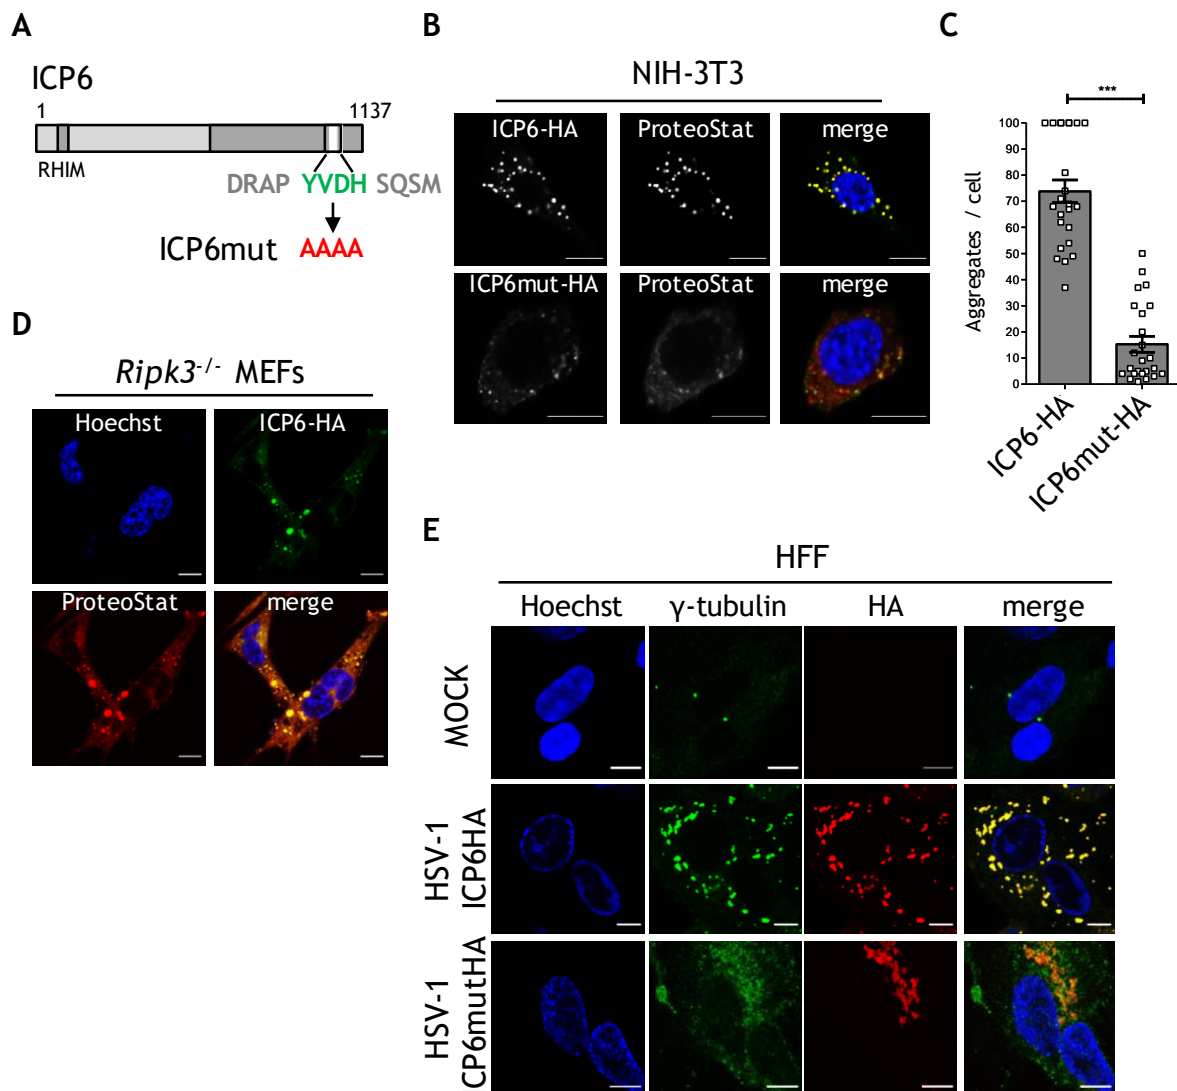 A
ICP6
1 1137
RHIM
DRAP YVDH SQSM
ICP6mut AAAA
B
NIH-3T3
ICP6-HA ProteoStat merge
ICP6mut-HA ProteoStat merge
C
***
100
90
80
70
60
50
40
30
20
10
0
Aggregates / cell
ICP6-HA
ICP6mut-HA
D
Ripk3-/- MEFs
Hoechst ICP6-HA
ProteoStat merge
E
HFF
Hoechst γ-tubulin HA merge
MOCK
HSV-1
ICP6HA
HSV-1
CP6mutHA